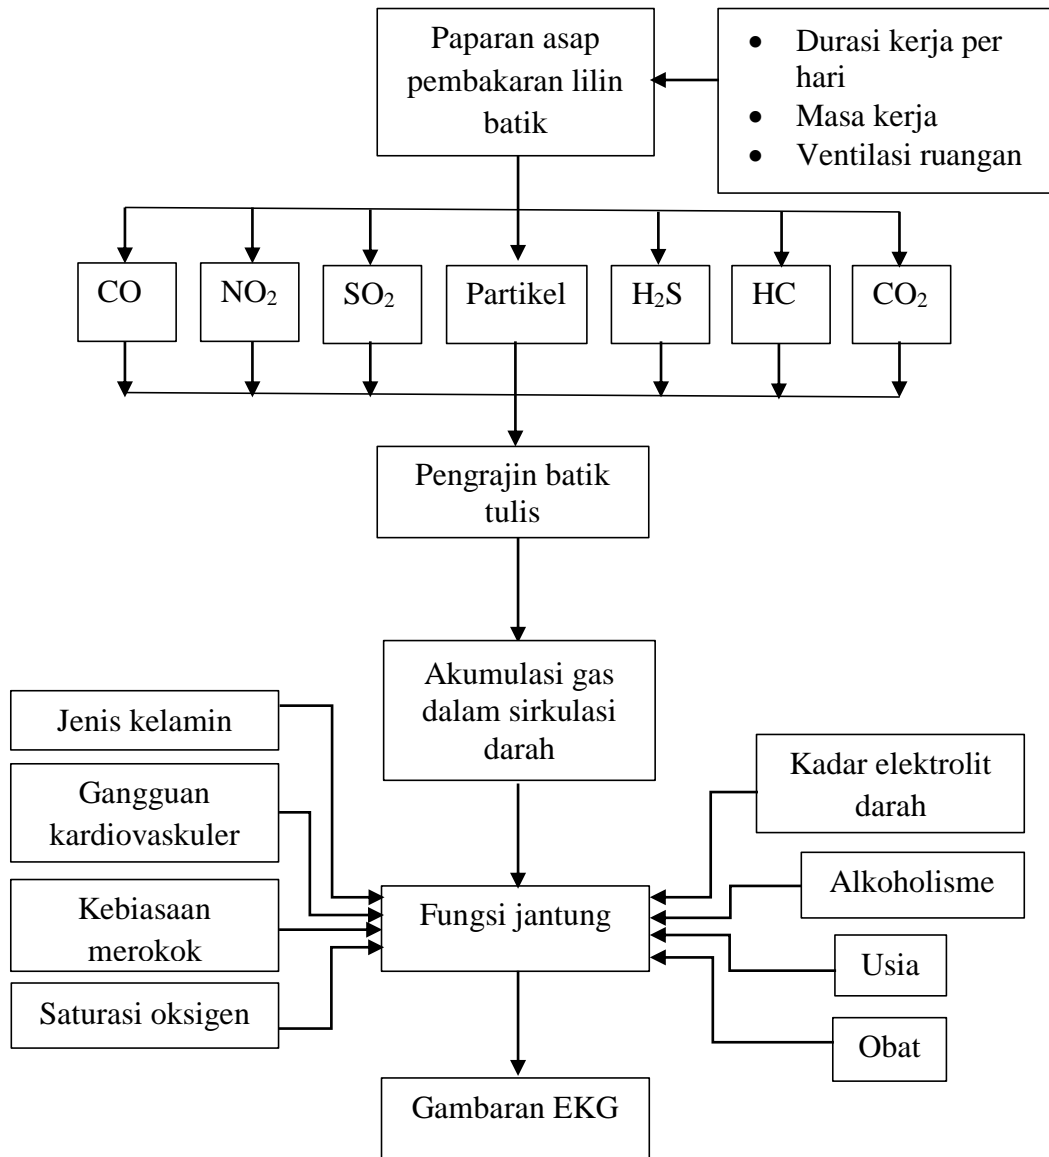 Paparan asap
pembakaran lilin
batik
• Durasi kerja per
hari
• Masa kerja
• Ventilasi ruangan
CO
NO₂
SO₂
Partikel
H₂S
HC
CO₂
Pengrajin batik
tulis
Akumulasi gas
dalam sirkulasi
darah
Jenis kelamin
Gangguan
kardiovaskuler
Kebiasaan
merokok
Saturasi oksigen
Fungsi jantung
Kadar elektrolit
darah
Alkoholisme
Usia
Obat
Gambaran EKG